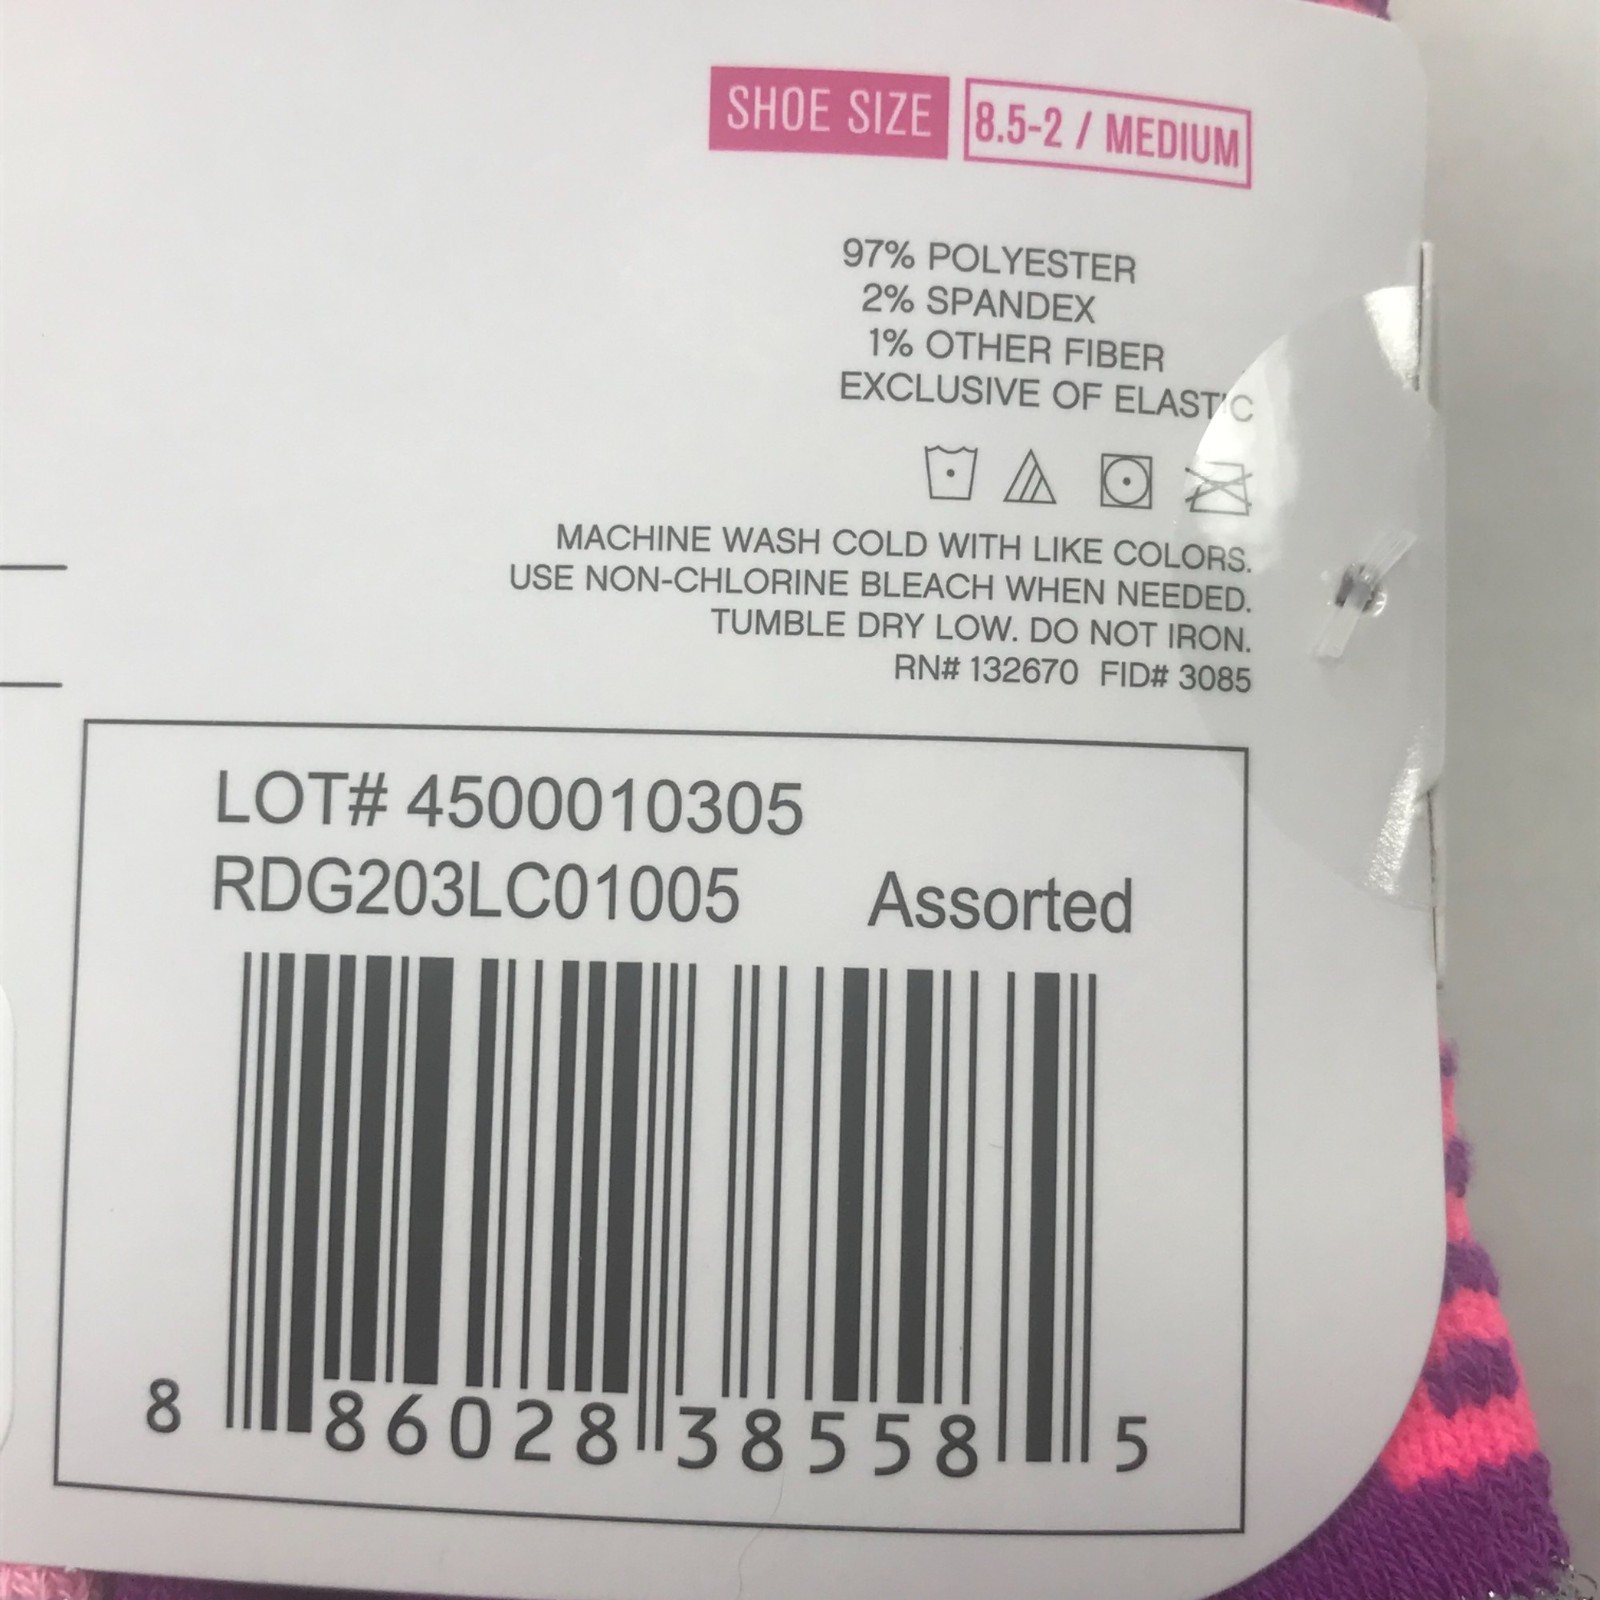 SHOE SIZE 8.5-2 / MEDIUM
97% POLYESTER
2% SPANDEX
1% OTHER FIBER
EXCLUSIVE OF ELASTIC
MACHINE WASH COLD WITH LIKE COLORS.
USE NON-CHLORINE BLEACH WHEN NEEDED.
TUMBLE DRY LOW. DO NOT IRON.
RN# 132670 FID# 3085
LOT# 4500010305
RDG203LC01005 Assorted
8 86028 38558 5